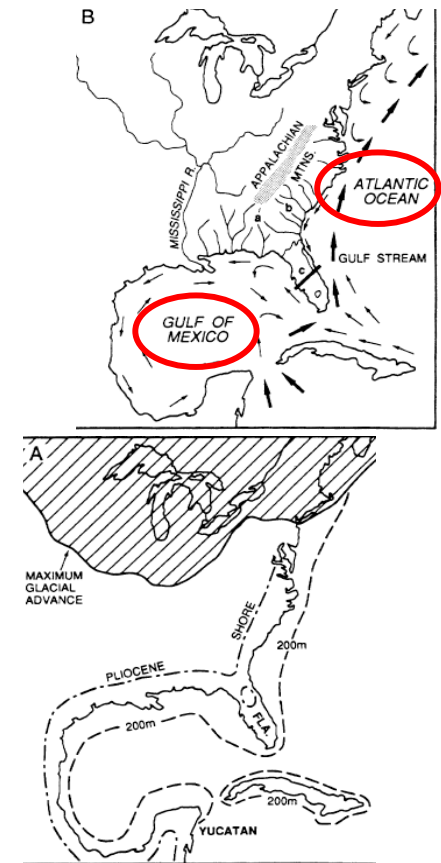 B
APPALACHIAN
MTNS.
MISSISSIPPI R.
a
b
ATLANTIC
OCEAN
GULF STREAM
c
GULF OF
MEXICO
A
MAXIMUM
GLACIAL
ADVANCE
SHORE
200m
PLIOCENE
FLA.
200m
200m
YUCATAN